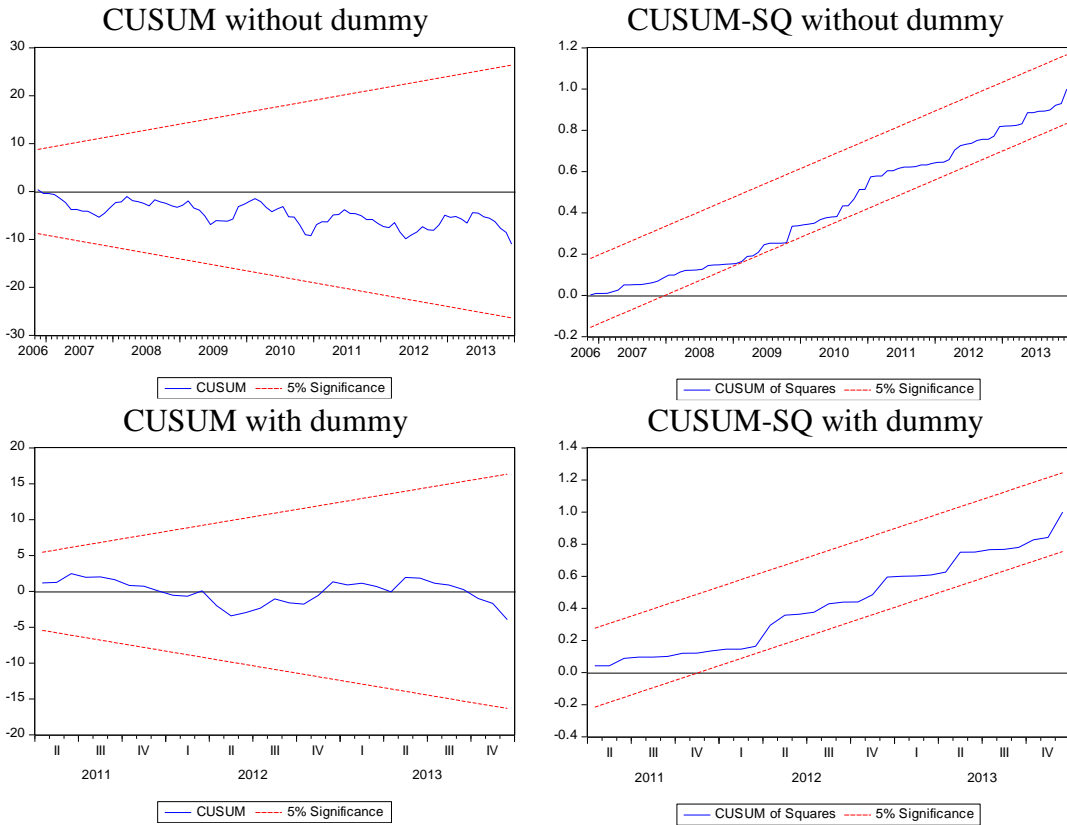 CUSUM without dummy
30
20
10
0
-10
-20
-30
2006 2007 2008 2009 2010 2011 2012 2013
CUSUM 5% Significance
CUSUM-SQ without dummy
1.2
1.0
0.8
0.6
0.4
0.2
0.0
-0.2
2006 2007 2008 2009 2010 2011 2012 2013
CUSUM of Squares 5% Significance
CUSUM with dummy
20
15
10
5
0
-5
-10
-15
-20
II III IV I II III IV I II III IV
2011 2012 2013
CUSUM 5% Significance
CUSUM-SQ with dummy
1.4
1.2
1.0
0.8
0.6
0.4
0.2
0.0
-0.2
-0.4
II III IV I II III IV I II III IV
2011 2012 2013
CUSUM of Squares 5% Significance